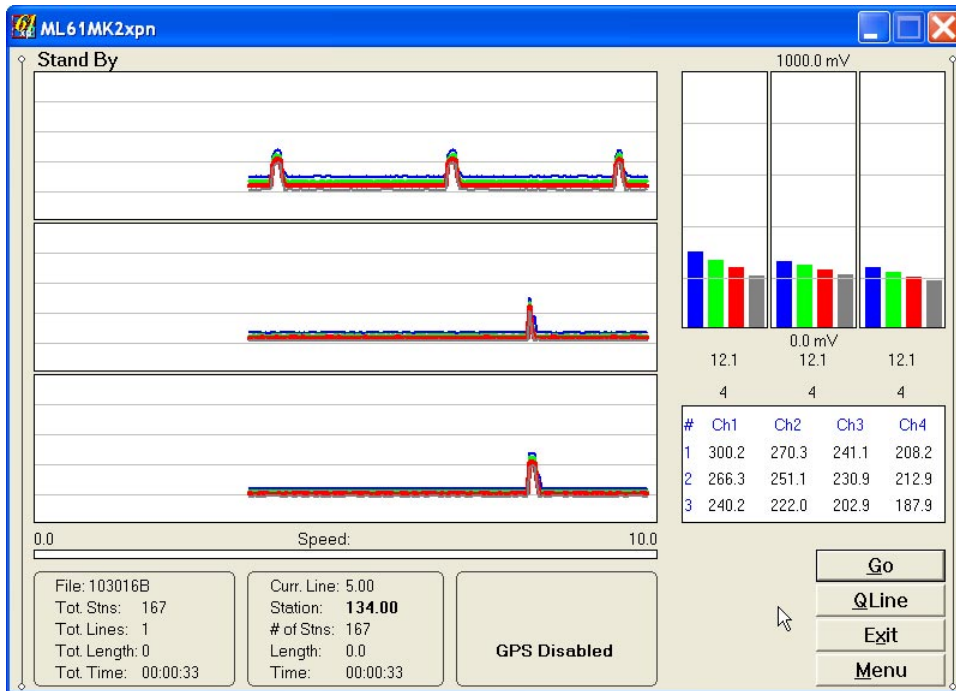 ML61MK2xpn
Stand By
1000.0 mV
0.0 mV
12.1 12.1 12.1
4 4 4
# Ch1 Ch2 Ch3 Ch4
1 300.2 270.3 241.1 208.2
2 266.3 251.1 230.9 212.9
3 240.2 222.0 202.9 187.9
0.0 Speed: 10.0
File: 103016B
Tot. Stns: 167
Tot. Lines: 1
Tot. Length: 0
Tot. Time: 00:00:33
Curr. Line: 5.00
Station: 134.00
# of Stns: 167
Length: 0.0
Time: 00:00:33
GPS Disabled
Go
QLine
Exit
Menu